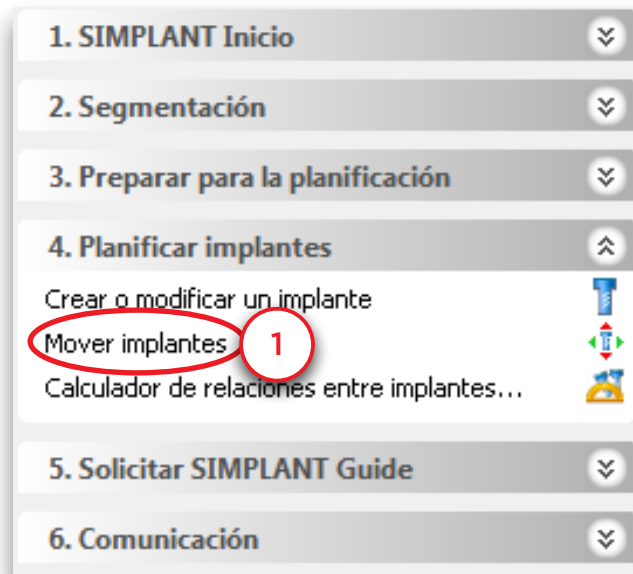 1. SIMPLANT Inicio
2. Segmentación
3. Preparar para la planificación
4. Planificar implantes
Crear o modificar un implante
Mover implantes 1
Calculador de relaciones entre implantes...
5. Solicitar SIMPLANT Guide
6. Comunicación